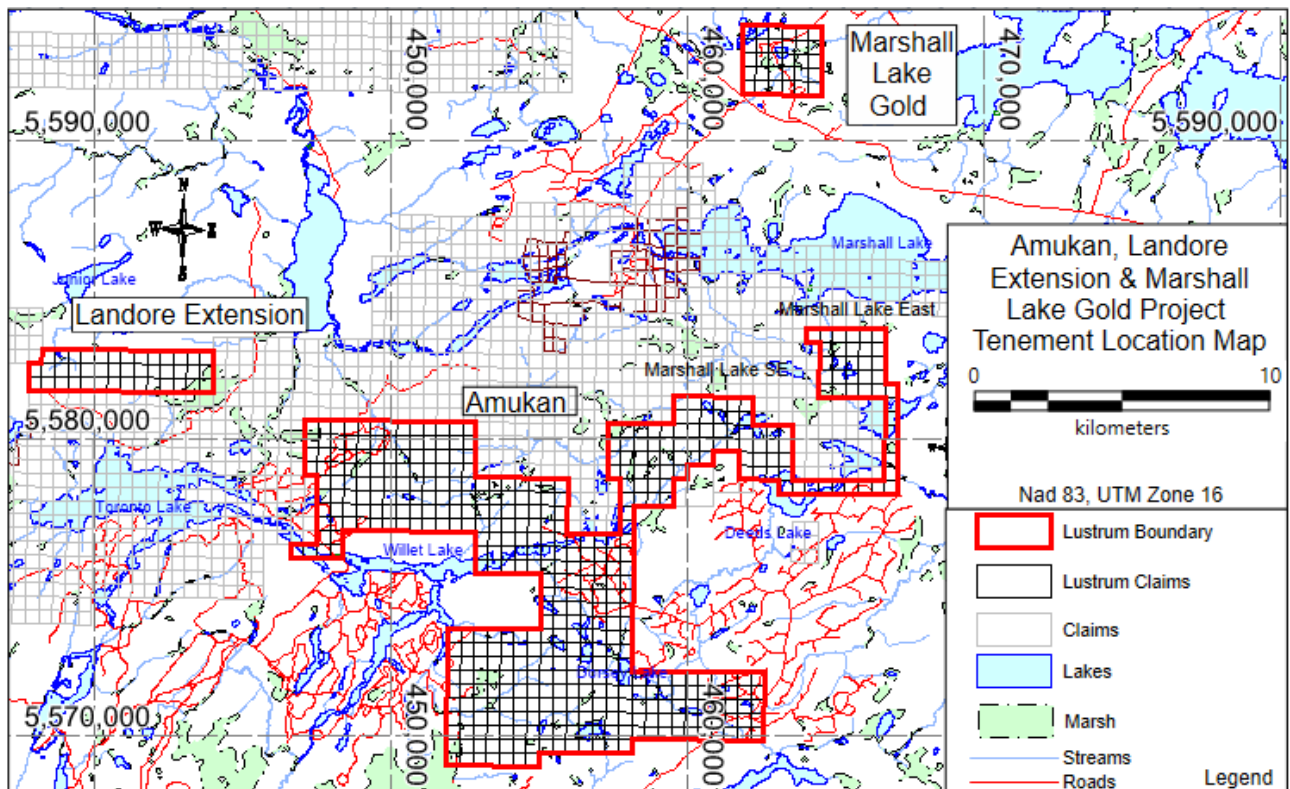 450,000
460,000
Marshall
Lake
Gold
470,000
5,590,000
5,590,000
N
W E
S
Marshall Lake
Junior Lake
Landore Extension
Marshall Lake East
Marshall Lake SE
Amukan
5,580,000
Toronto Lake
Willet Lake
Deeds Lake
5,570,000
450,000
460,000
Amukan, Landore
Extension & Marshall
Lake Gold Project
Tenement Location Map
0 10
kilometers
Nad 83, UTM Zone 16
Lustrum Boundary
Lustrum Claims
Claims
Lakes
Marsh
Streams
Roads
Legend